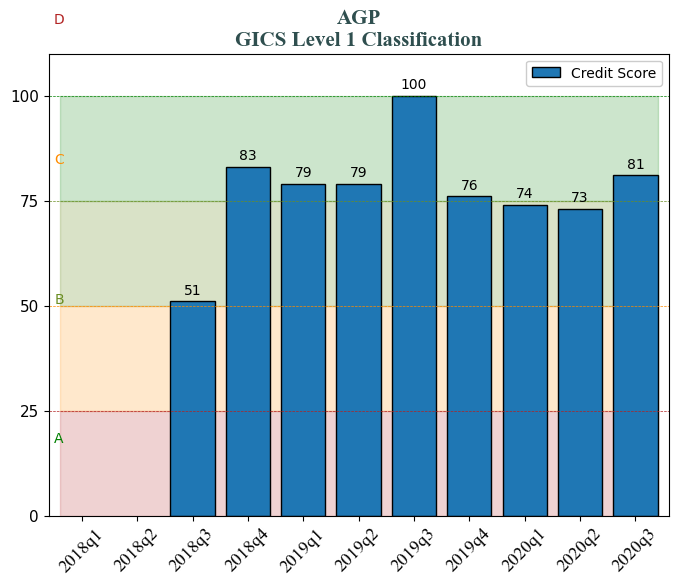 D
AGP
GICS Level 1 Classification
Credit Score
100
100
C
83
79
79
76
74
73
81
75
51
B
50
25
A
0
2018q1
2018q2
2018q3
2018q4
2019q1
2019q2
2019q3
2019q4
2020q1
2020q2
2020q3